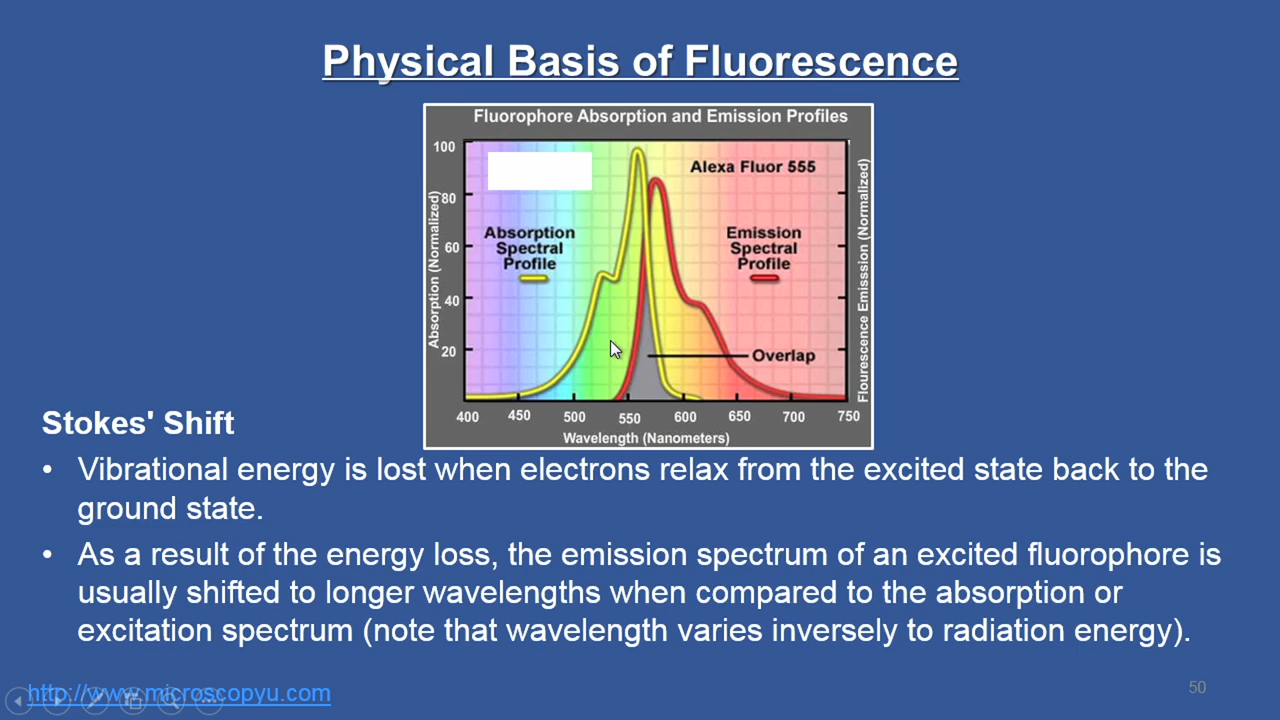 Physical Basis of Fluorescence
Fluorophore Absorption and Emission Profiles
Absorption (Normalized)
100
80
60
40
20
Alexa Fluor 555
Absorption
Spectral
Profile
Emission
Spectral
Profile
Overlap
Flourescence Emisssion (Normalized)
400 450 500 550 600 650 700 750
Wavelength (Nanometers)
Stokes' Shift
• Vibrational energy is lost when electrons relax from the excited state back to the
ground state.
• As a result of the energy loss, the emission spectrum of an excited fluorophore is
usually shifted to longer wavelengths when compared to the absorption or
excitation spectrum (note that wavelength varies inversely to radiation energy).
http://www.microscopyu.com
50